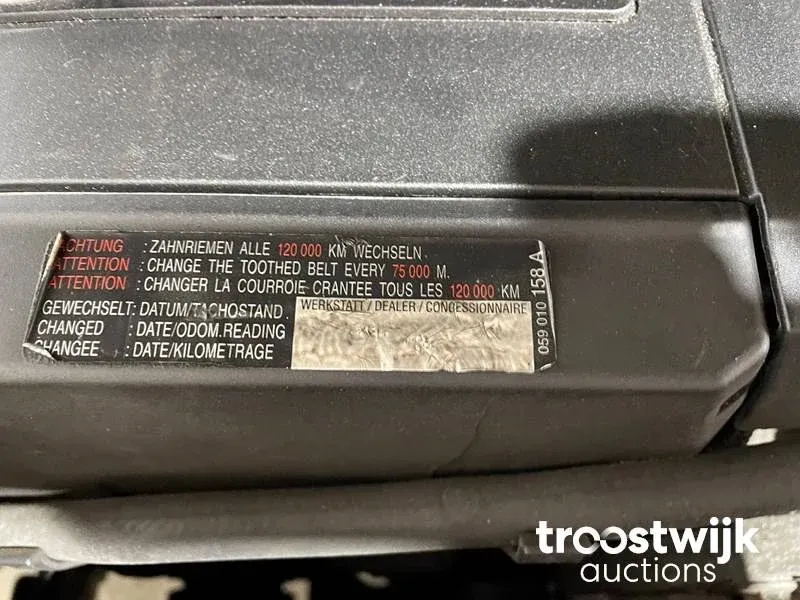 ACHTUNG : ZAHNRIEMEN ALLE 120 000 KM WECHSELN
ATTENTION : CHANGE THE TOOTHED BELT EVERY 75 000 M.
ATTENTION : CHANGER LA COURROIE CRANTEE TOUS LES 120 000 KM
GEWECHSELT: DATUM/TACHOSTAND
CHANGED : DATE/ODOM.READING
CHANGEE : DATE/KILOMETRAGE
WERKSTATT / DEALER / CONCESSIONNAIRE
059 010 158 A
troostwijk
auctions